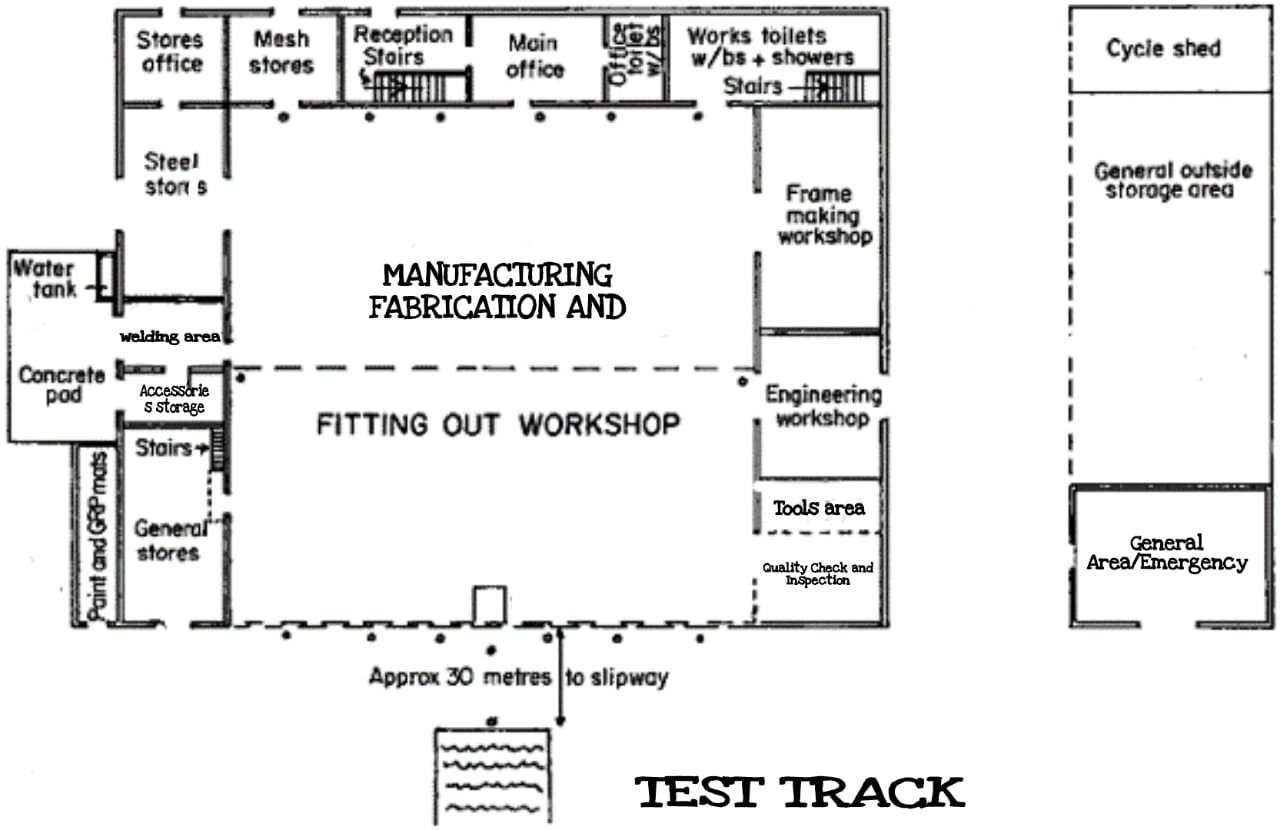 Stores
office
Mesh
stores
Reception
Stairs
Main
office
Office
toilet
w/bs
Works toilets
w/bs + showers
Stairs
Cycle shed
Steel
stor s
General outside
storage area
Frame
making
workshop
Water
tank
MANUFACTURING
FABRICATION AND
welding area
Concrete
pad
Accessorie
s storage
FITTING OUT WORKSHOP
Engineering
workshop
Stairs
Paint and GRP mats
General
stores
Tools area
Quality Check and
Inspection
General
Area/Emergency
Approx 30 metres to slipway
TEST TRACK